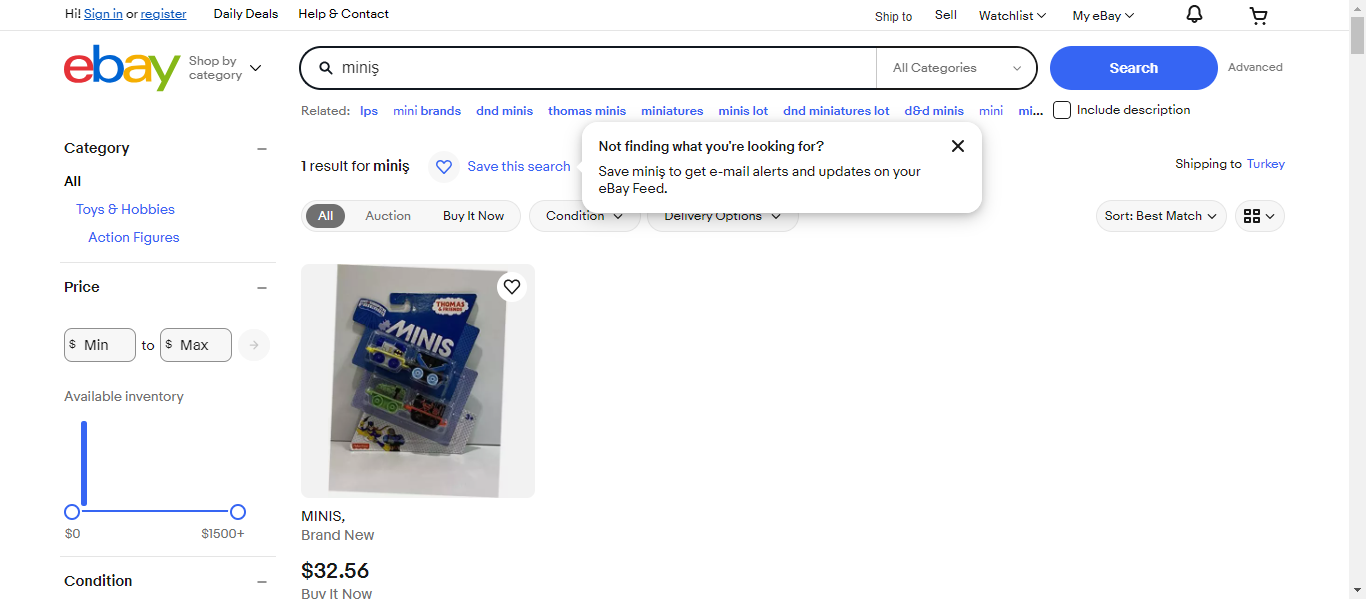 Hi! Sign in or register
Daily Deals
Help & Contact
Ship to
Sell
Watchlist
My eBay
ebay
Shop by
category
miniş
All Categories
Search
Advanced
Related: lps mini brands dnd minis thomas minis miniatures minis lot dnd miniatures lot d&d minis mini mi...
Include description
Category
All
Toys & Hobbies
Action Figures
Price
$ Min to $ Max
Available inventory
$0 $1500+
Condition
1 result for miniş
Save this search
Not finding what you're looking for?
Save miniş to get e-mail alerts and updates on your
eBay Feed.
Shipping to Turkey
All
Auction
Buy It Now
Condition
Delivery Options
Sort: Best Match
THOMAS
& FRIENDS
MINIS
MINIS,
Brand New
$32.56
Buy It Now